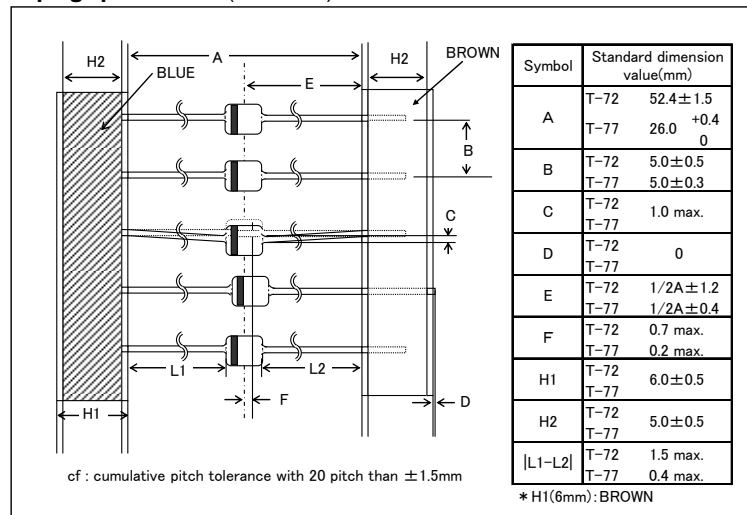 H2
A
H2
BROWN
BLUE
E
B
C
L1
L2
F
D
H1
cf : cumulative pitch tolerance with 20 pitch than ±1.5mm
Symbol Standard dimension
value(mm)
A T-72 52.4±1.5
T-77 26.0 +0.4
0
B T-72 5.0±0.5
T-77 5.0±0.3
C T-72 1.0 max.
T-77
D T-72 0
T-77
E T-72 1/2A±1.2
T-77 1/2A±0.4
F T-72 0.7 max.
T-77 0.2 max.
H1 T-72 6.0±0.5
T-77
H2 T-72 5.0±0.5
T-77
|L1-L2| T-72 1.5 max.
T-77 0.4 max.
*H1(6mm):BROWN